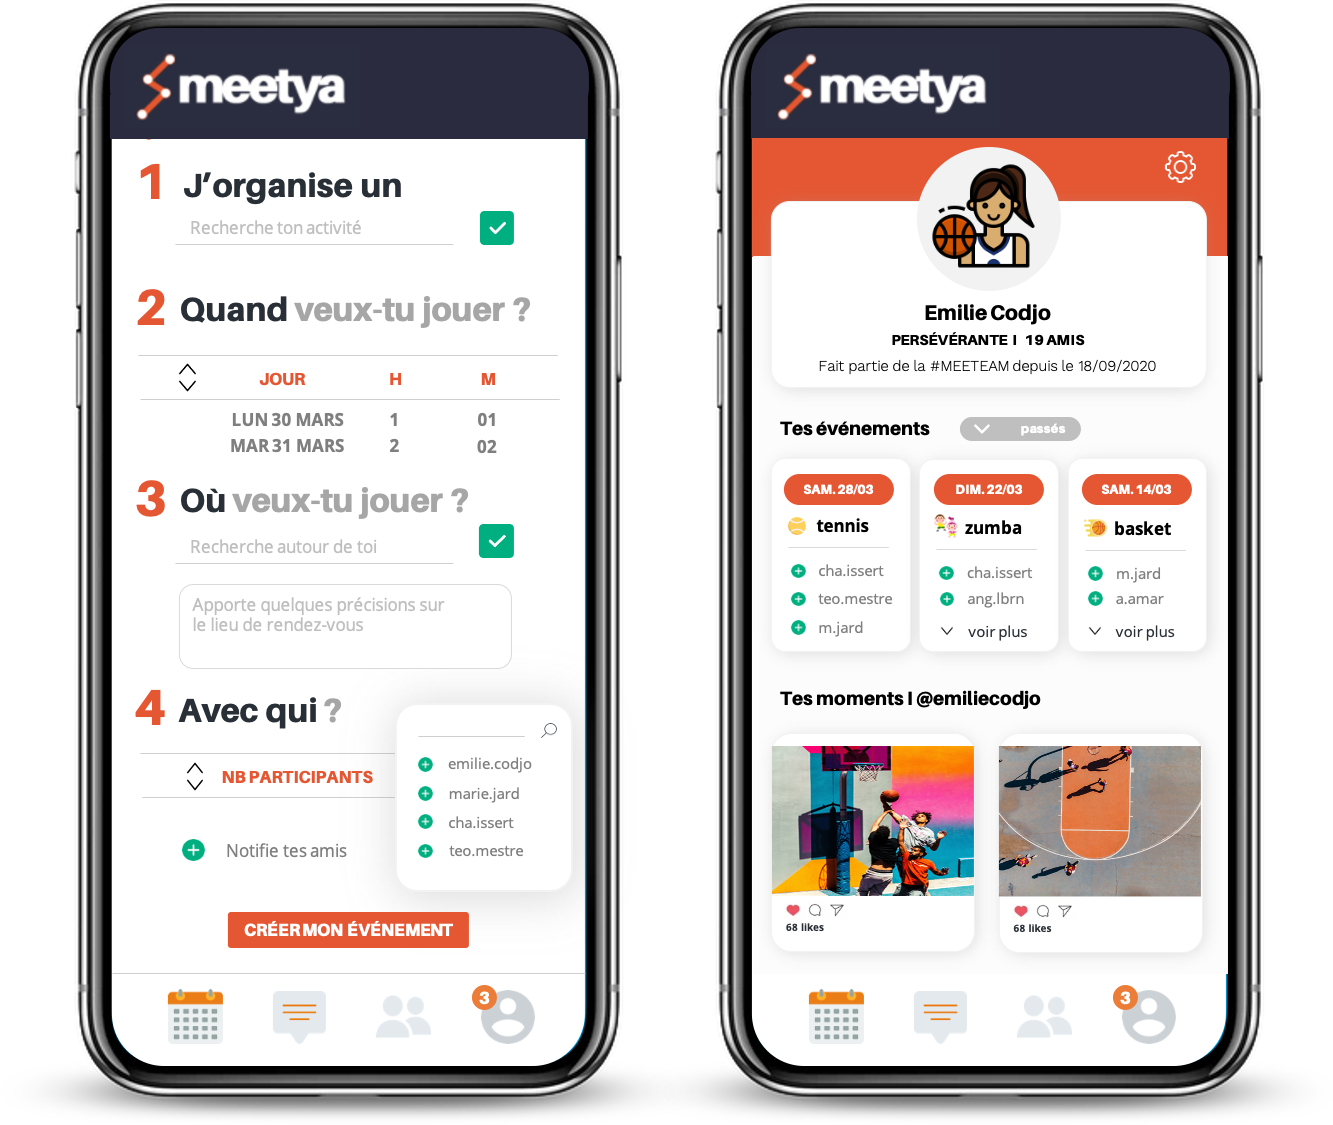 meetya
1 J'organise un
Recherche ton activité
2 Quand veux-tu jouer ?
JOUR H M
LUN 30 MARS 1 01
MAR 31 MARS 2 02
3 Où veux-tu jouer ?
Recherche autour de toi
Apporte quelques précisions sur
le lieu de rendez-vous
4 Avec qui ?
NB PARTICIPANTS
Notifie tes amis
emilie.codjo
marie.jard
cha.issert
teo.mestre
CRÉER MON ÉVÉNEMENT
3
meetya
Emilie Codjo
PERSÉVÉRANTE I 19 AMIS
Fait partie de la #MEETEAM depuis le 18/09/2020
Tes événements
passés
SAM. 28/03
tennis
cha.issert
teo.mestre
m.jard
DIM. 22/03
zumba
cha.issert
ang.lbrn
voir plus
SAM. 14/03
basket
m.jard
a.amar
voir plus
Tes moments I @emiliecodjo
68 likes
68 likes
3